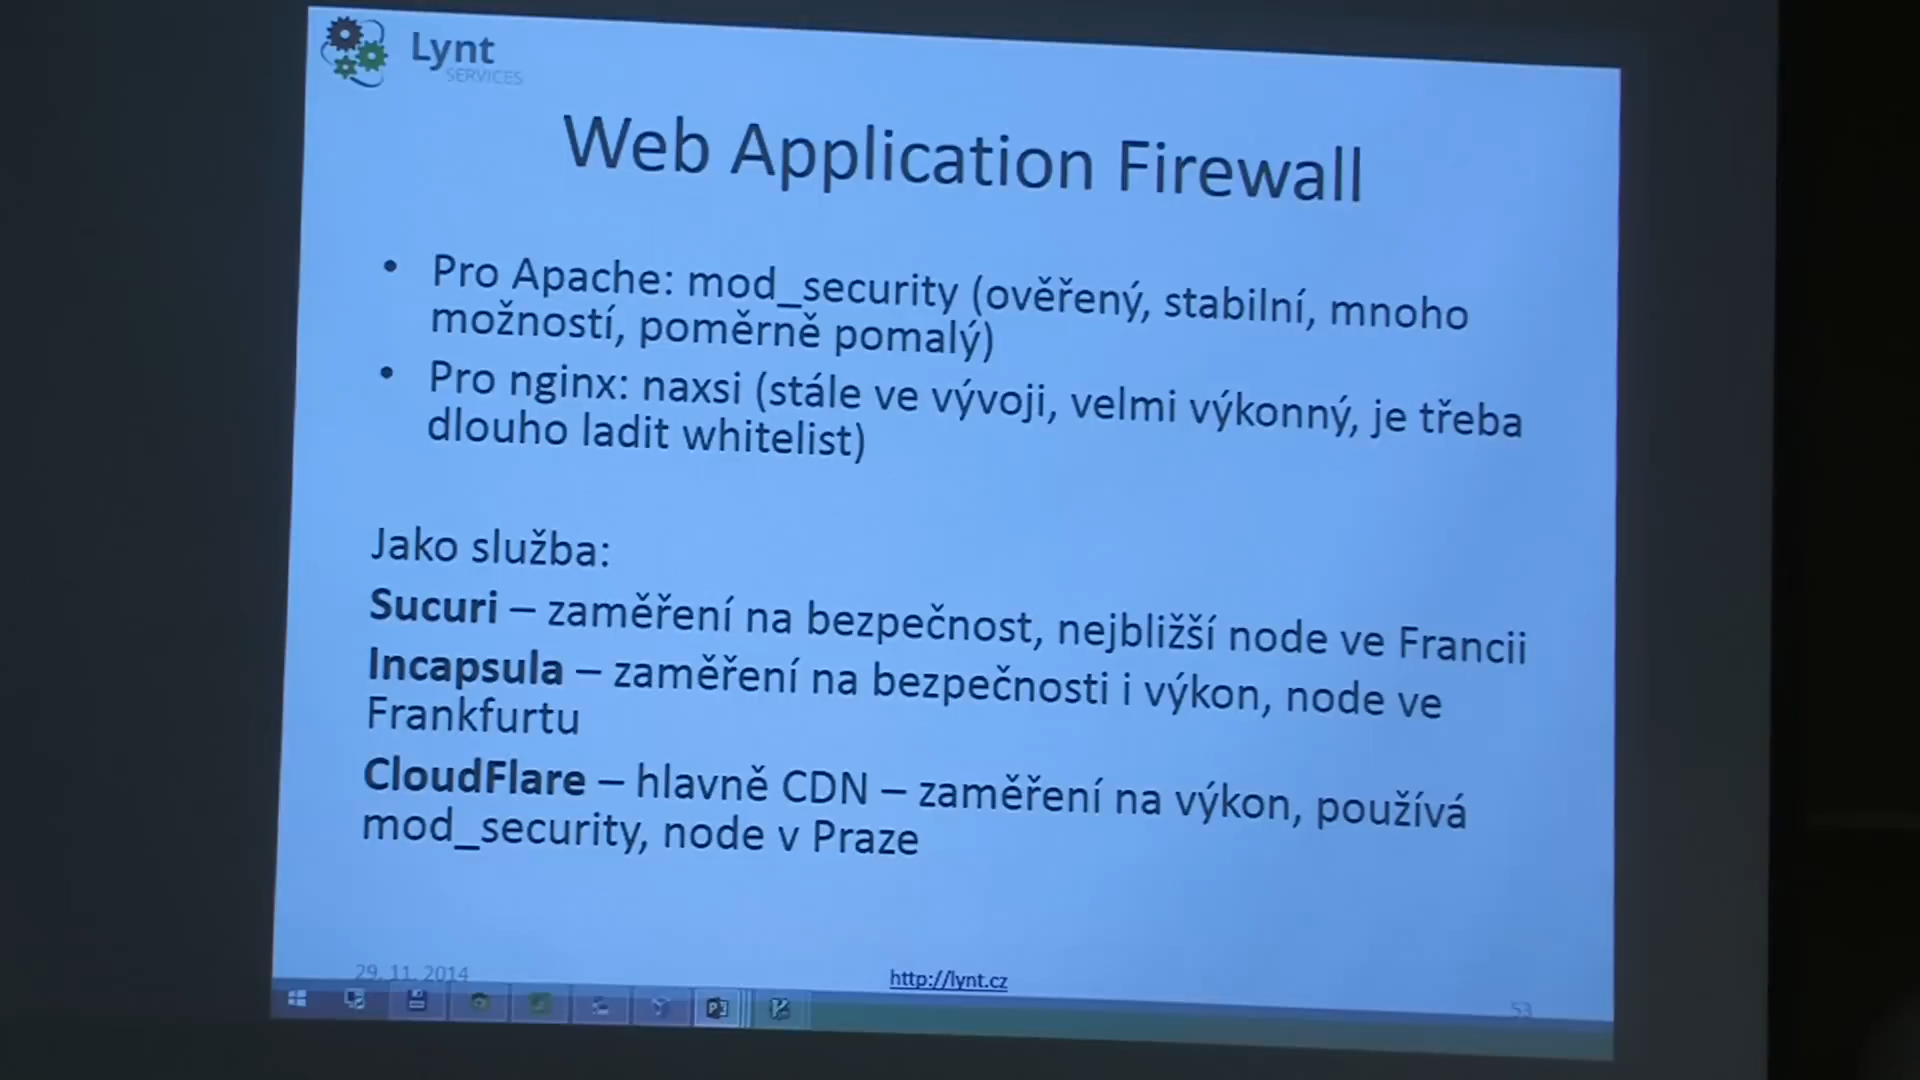 Lynt
SERVICES
Web Application Firewall
• Pro Apache: mod_security (ověřený, stabilní, mnoho
možností, poměrně pomalý)
• Pro nginx: naxsi (stále ve vývoji, velmi výkonný, je třeba
dlouho ladit whitelist)
Jako služba:
Sucuri – zaměření na bezpečnost, nejbližší node ve Francii
Incapsula – zaměření na bezpečnosti i výkon, node ve
Frankfurtu
CloudFlare – hlavně CDN – zaměření na výkon, používá
mod_security, node v Praze
29. 11. 2014
http://lynt.cz
53